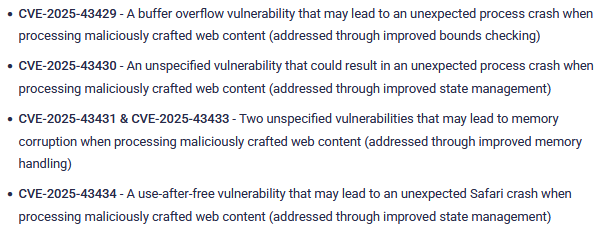 • CVE-2025-43429 - A buffer overflow vulnerability that may lead to an unexpected process crash when
processing maliciously crafted web content (addressed through improved bounds checking)
• CVE-2025-43430 - An unspecified vulnerability that could result in an unexpected process crash when
processing maliciously crafted web content (addressed through improved state management)
• CVE-2025-43431 & CVE-2025-43433 - Two unspecified vulnerabilities that may lead to memory
corruption when processing maliciously crafted web content (addressed through improved memory
handling)
• CVE-2025-43434 - A use-after-free vulnerability that may lead to an unexpected Safari crash when
processing maliciously crafted web content (addressed through improved state management)